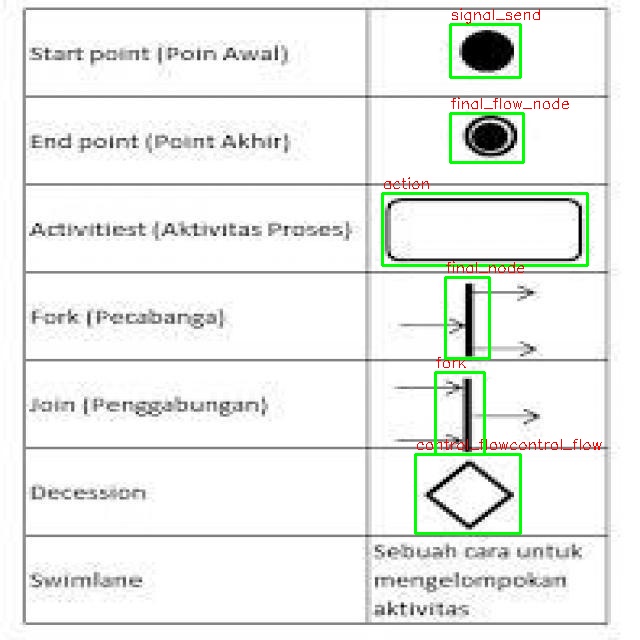 signal_send
Start point (Poin Awal)
final_flow_node
End point (Point Akhir)
action
Activitiest (Aktivitas Proses)
final_node
Fork (Pecabanga)
fork
Join (Penggabungan)
control_flowcontrol_flow
Decession
Swimlane
Sebuah cara untuk
mengelompokan
aktivitas